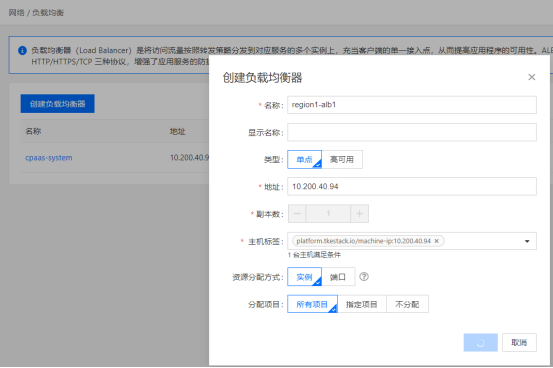 网络 / 负载均衡
负载均衡器（Load Balancer）是将访问流量按照转发策略分发到对应服务的多个实例上，充当客户端的单一接入点，从而提高应用程序的可用性。ALB
HTTP/HTTPS/TCP 三种协议，增强了应用服务的防护
创建负载均衡器
名称 地址
cpaas-system 10.200.40.9
创建负载均衡器 ×
* 名称： region1-alb1
显示名称：
类型： 单点 高可用
* 地址： 10.200.40.94
* 副本数： − 1 +
* 主机标签： platform.tkestack.io/machine-ip:10.200.40.94 ×
1 台主机满足条件
资源分配方式： 实例 端口 ?
分配项目： 所有项目 指定项目 不分配
取消